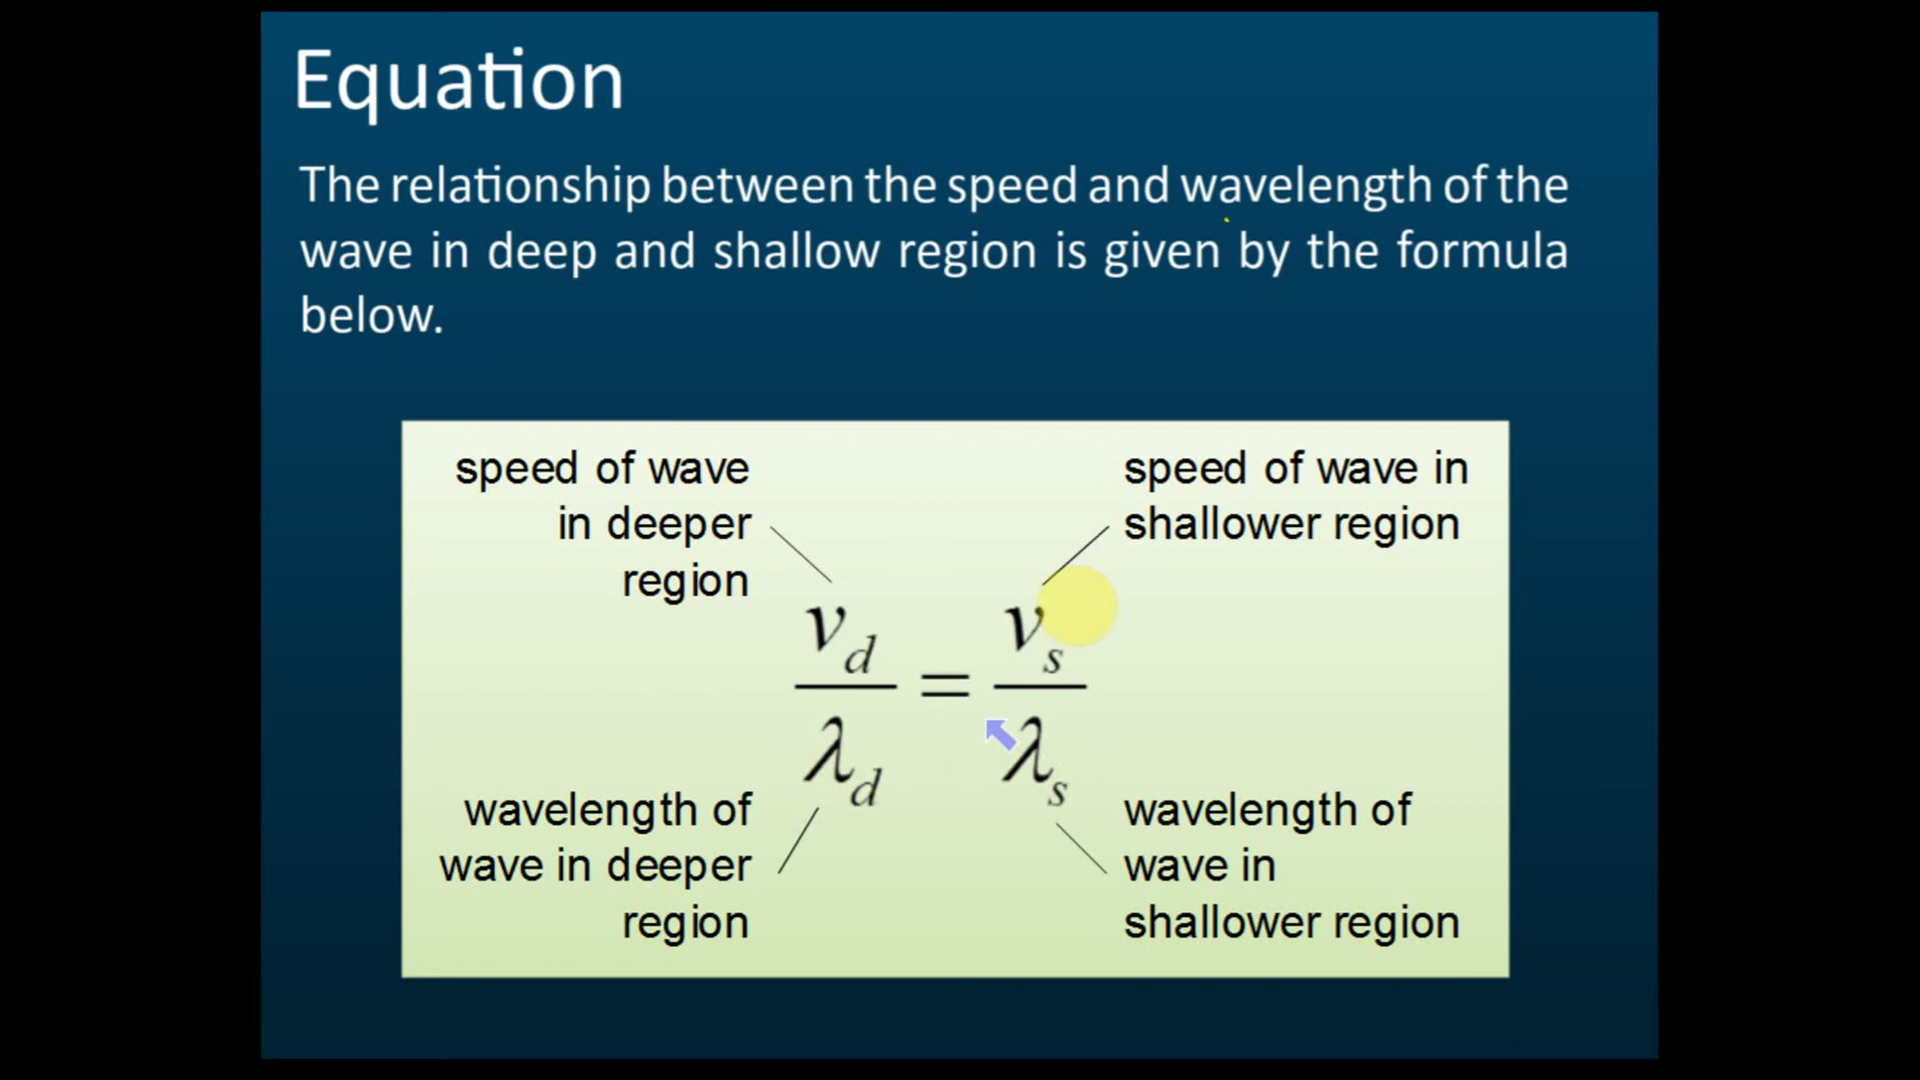 Equation
The relationship between the speed and wavelength of the
wave in deep and shallow region is given by the formula
below.
speed of wave
in deeper
region
speed of wave in
shallower region
v_d / λ_d = v_s / λ_s
wavelength of
wave in deeper
region
wavelength of
wave in
shallower region